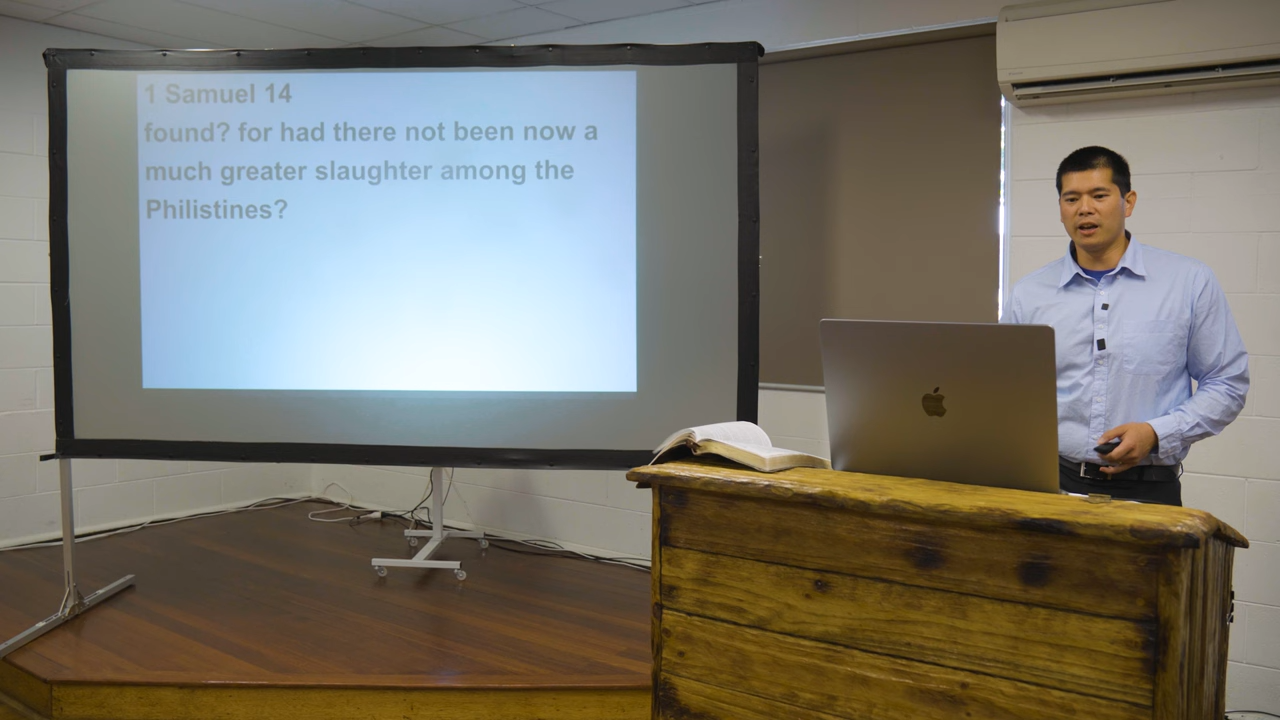 1 Samuel 14
found? for had there not been now a
much greater slaughter among the
Philistines?